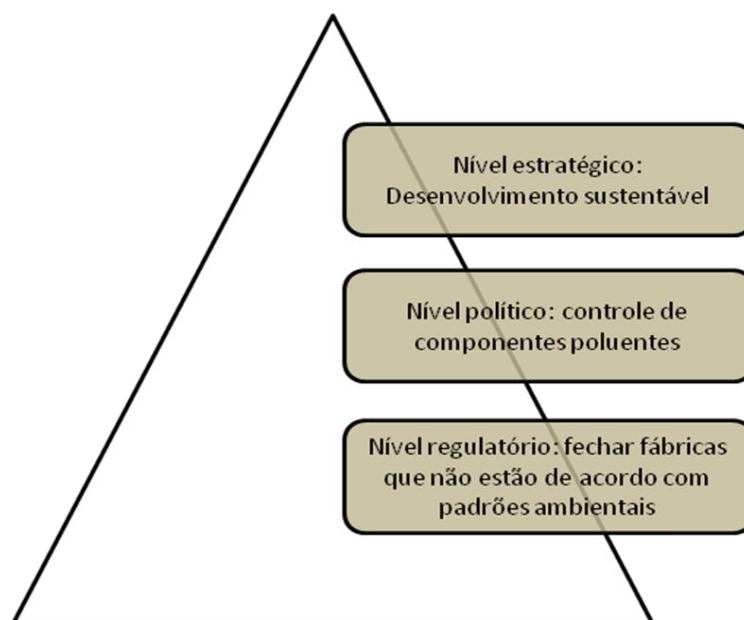 Nível estratégico:
Desenvolvimento sustentável
Nível político: controle de
componentes poluentes
Nível regulatório: fechar fábricas
que não estão de acordo com
padrões ambientais